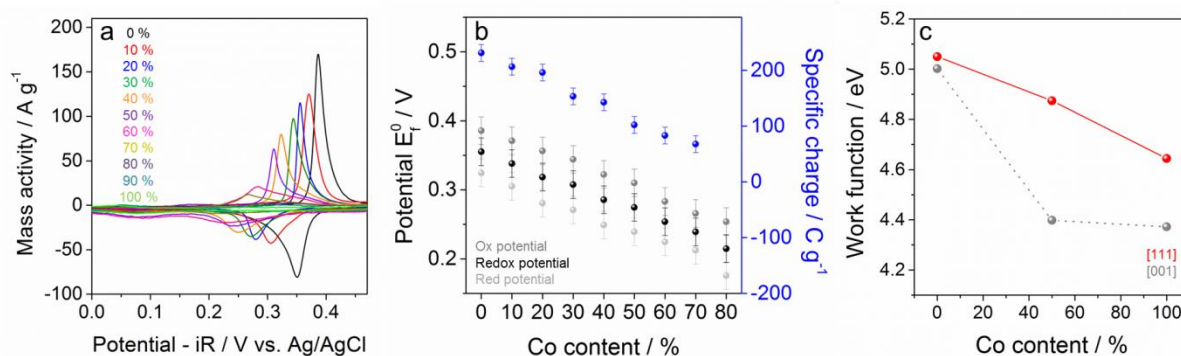 a
200
150
100
50
0
-50
-100
Mass activity / A g⁻¹
0 %
10 %
20 %
30 %
40 %
50 %
60 %
70 %
80 %
90 %
100 %
0.0
0.1
0.2
0.3
0.4
Potential - iR / V vs. Ag/AgCl
b
0.5
0.4
0.3
0.2
Potential E⁰f / V
Ox potential
Redox potential
Red potential
0 10 20 30 40 50 60 70 80
Co content / %
200
100
0
-100
-200
Specific charge / C g⁻¹
c
5.0
4.8
4.6
4.4
4.2
Work function / eV
[111]
[001]
0 20 40 60 80 100
Co content / %